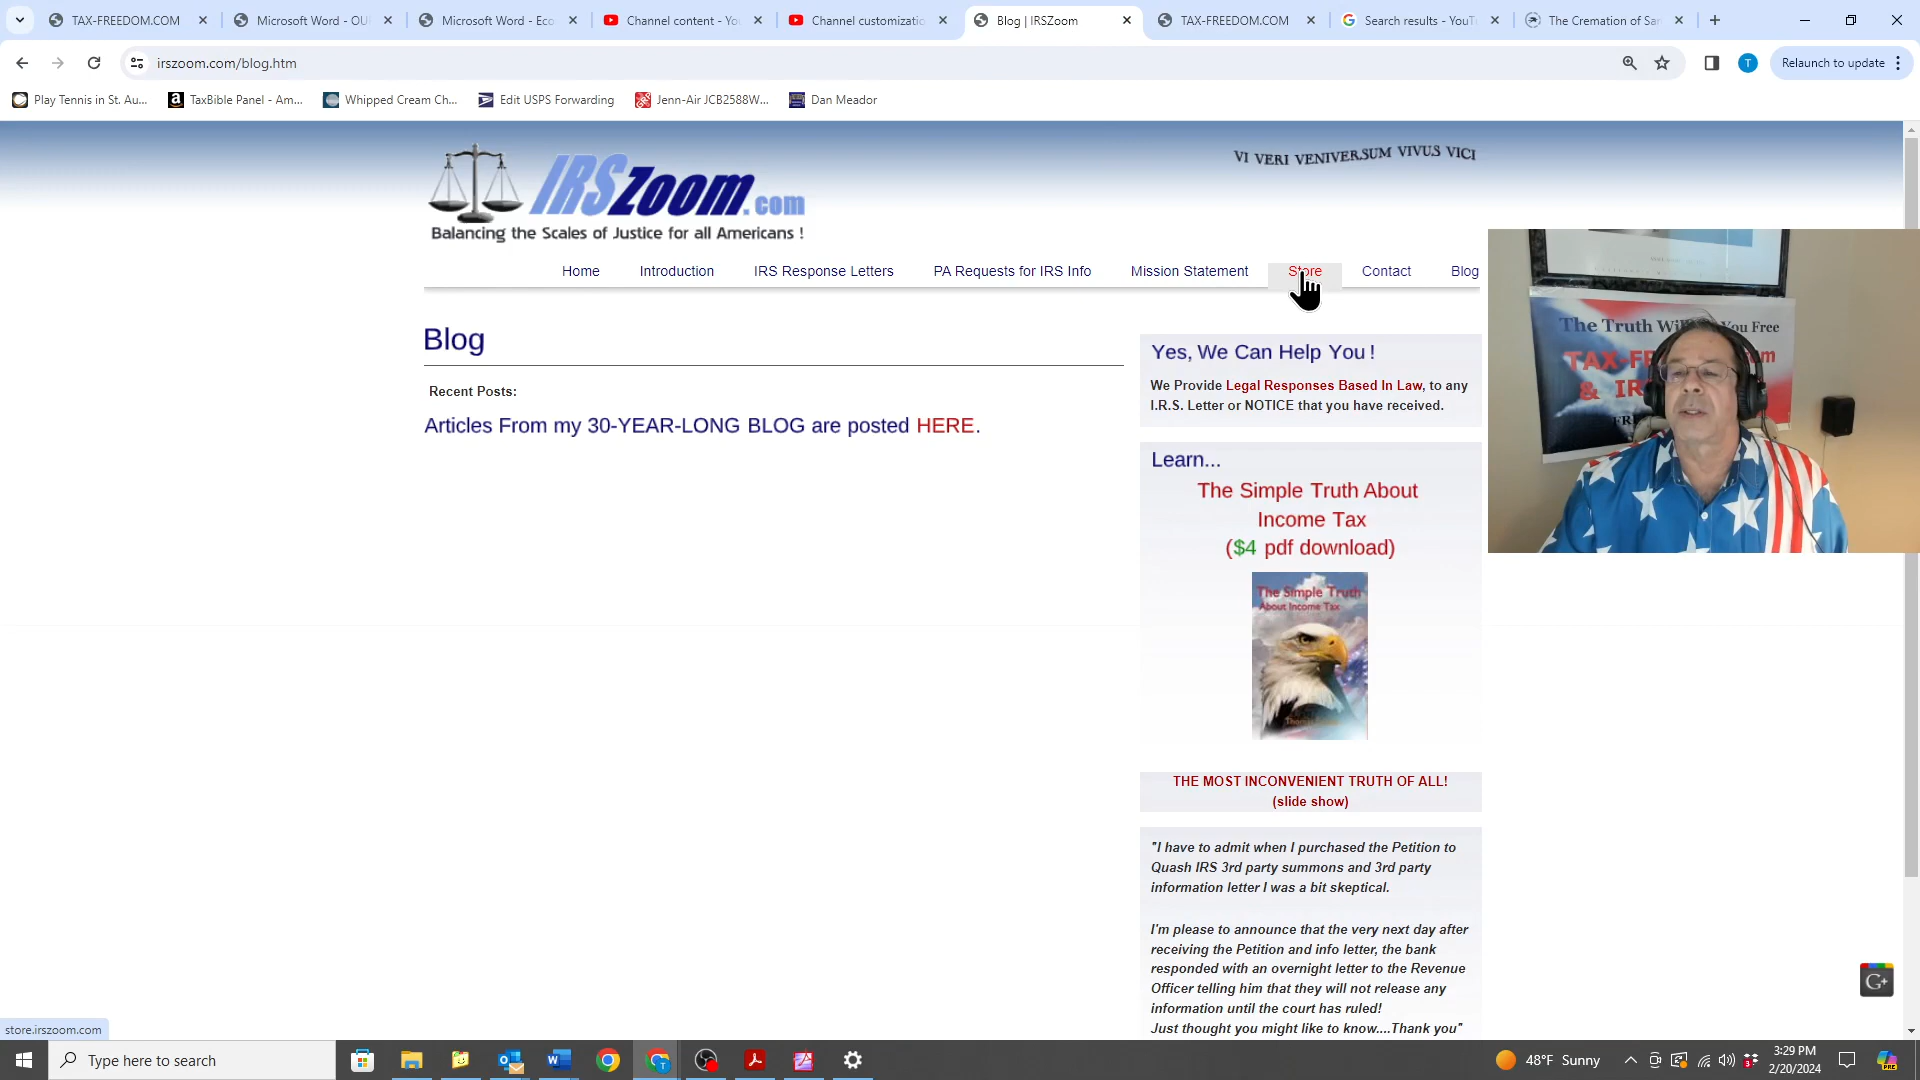 TAX-FREEDOM.COM
Microsoft Word - OU
Microsoft Word - Eco
Channel content - Yo
Channel customizatio
Blog | IRSZoom
TAX-FREEDOM.COM
Search results - YouT
The Cremation of Sa
irszoom.com/blog.htm
T
Relaunch to update
Play Tennis in St. Au...
TaxBible Panel - Am...
Whipped Cream Ch...
Edit USPS Forwarding
Jenn-Air JCB2588W...
Dan Meador
IRSZoom.com
Balancing the Scales of Justice for all Americans !
VI VERI VENIVERSUM VIVUS VICI
Home
Introduction
IRS Response Letters
PA Requests for IRS Info
Mission Statement
Store
Contact
Blog
Blog
Recent Posts:
Articles From my 30-YEAR-LONG BLOG are posted HERE.
Yes, We Can Help You !
We Provide Legal Responses Based In Law, to any
I.R.S. Letter or NOTICE that you have received.
Learn...
The Simple Truth About
Income Tax
($4 pdf download)
The Simple Truth
About Income Tax
THE MOST INCONVENIENT TRUTH OF ALL!
(slide show)
"I have to admit when I purchased the Petition to
Quash IRS 3rd party summons and 3rd party
information letter I was a bit skeptical.
I'm please to announce that the very next day after
receiving the Petition and info letter, the bank
responded with an overnight letter to the Revenue
Officer telling him that they will not release any
information until the court has ruled!
Just thought you might like to know....Thank you"
The Truth Wi You Free
TAX-F om
& IR
FR
G+
store.irszoom.com
Type here to search
48°F Sunny
3:29 PM
2/20/2024